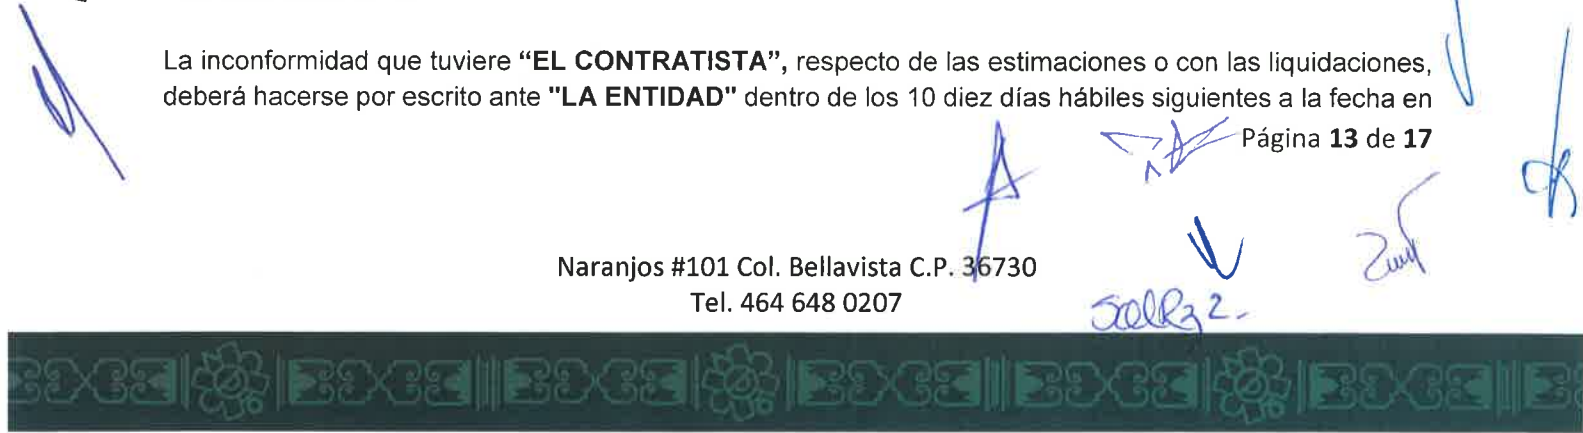 La inconformidad que tuviere “EL CONTRATISTA”, respecto de las estimaciones o con las liquidaciones,
deberá hacerse por escrito ante "LA ENTIDAD" dentro de los 10 diez días hábiles siguientes a la fecha en
Página 13 de 17
Naranjos #101 Col. Bellavista C.P. 36730
Tel. 464 648 0207